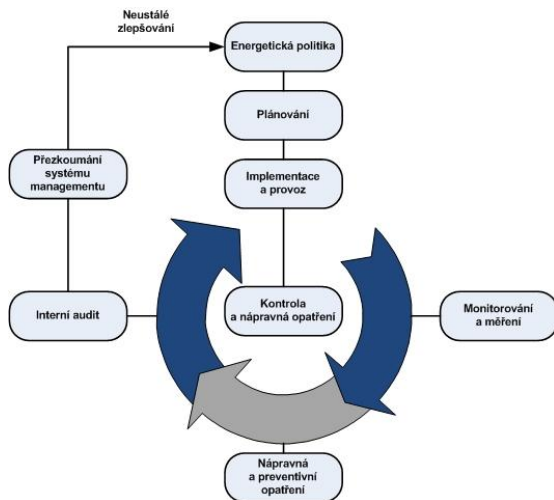 Neustálé
zlepšování
Energetická politika
Plánování
Přezkoumání
systému
managementu
Implementace
a provoz
Interní audit
Kontrola
a nápravná opatření
Monitorování
a měření
Nápravná
a preventivní
opatření